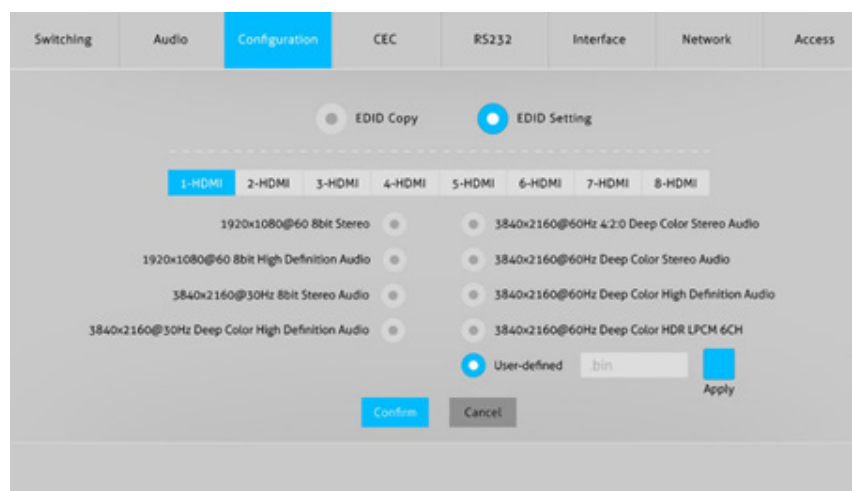 Switching Audio Configuration CEC RS232 Interface Network Access
EDID Copy EDID Setting
1-HDMI 2-HDMI 3-HDMI 4-HDMI 5-HDMI 6-HDMI 7-HDMI 8-HDMI
1920x1080@60 8bit Stereo 3840x2160@60Hz 4:2:0 Deep Color Stereo Audio
1920x1080@60 8bit High Definition Audio 3840x2160@60Hz Deep Color Stereo Audio
3840x2160@30Hz 8bit Stereo Audio 3840x2160@60Hz Deep Color High Definition Audio
3840x2160@30Hz Deep Color High Definition Audio 3840x2160@60Hz Deep Color HDR LPCM 6CH
User-defined .bin
Apply
Confirm Cancel